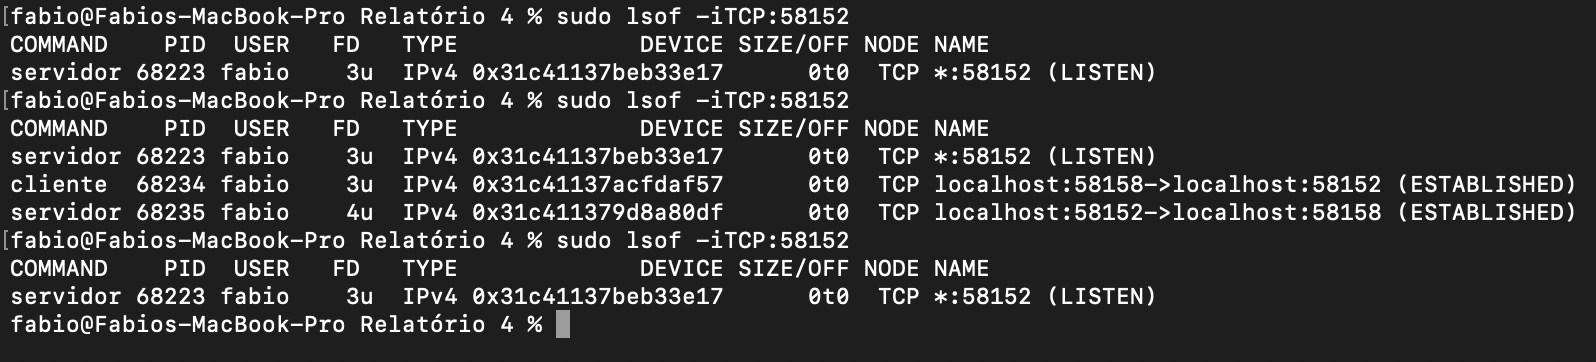 [fabio@Fabios-MacBook-Pro Relatório 4 % sudo lsof -iTCP:58152
COMMAND    PID  USER   FD   TYPE             DEVICE SIZE/OFF NODE NAME
servidor 68223 fabio    3u  IPv4 0x31c41137beb33e17      0t0  TCP *:58152 (LISTEN)
[fabio@Fabios-MacBook-Pro Relatório 4 % sudo lsof -iTCP:58152
COMMAND    PID  USER   FD   TYPE             DEVICE SIZE/OFF NODE NAME
servidor 68223 fabio    3u  IPv4 0x31c41137beb33e17      0t0  TCP *:58152 (LISTEN)
cliente  68234 fabio    3u  IPv4 0x31c41137acfdaf57      0t0  TCP localhost:58158->localhost:58152 (ESTABLISHED)
servidor 68235 fabio    4u  IPv4 0x31c411379d8a80df      0t0  TCP localhost:58152->localhost:58158 (ESTABLISHED)
[fabio@Fabios-MacBook-Pro Relatório 4 % sudo lsof -iTCP:58152
COMMAND    PID  USER   FD   TYPE             DEVICE SIZE/OFF NODE NAME
servidor 68223 fabio    3u  IPv4 0x31c41137beb33e17      0t0  TCP *:58152 (LISTEN)
fabio@Fabios-MacBook-Pro Relatório 4 %